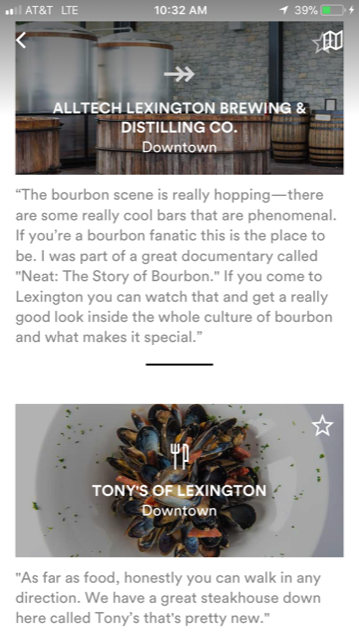 AT&T LTE 10:32 AM 39%
ALLTECH LEXINGTON BREWING &
DISTILLING CO.
Downtown
“The bourbon scene is really hopping—there
are some really cool bars that are phenomenal.
If you’re a bourbon fanatic this is the place to
be. I was part of a great documentary called
"Neat: The Story of Bourbon." If you come to
Lexington you can watch that and get a really
good look inside the whole culture of bourbon
and what makes it special.”
TONY'S OF LEXINGTON
Downtown
"As far as food, honestly you can walk in any
direction. We have a great steakhouse down
here called Tony’s that's pretty new."